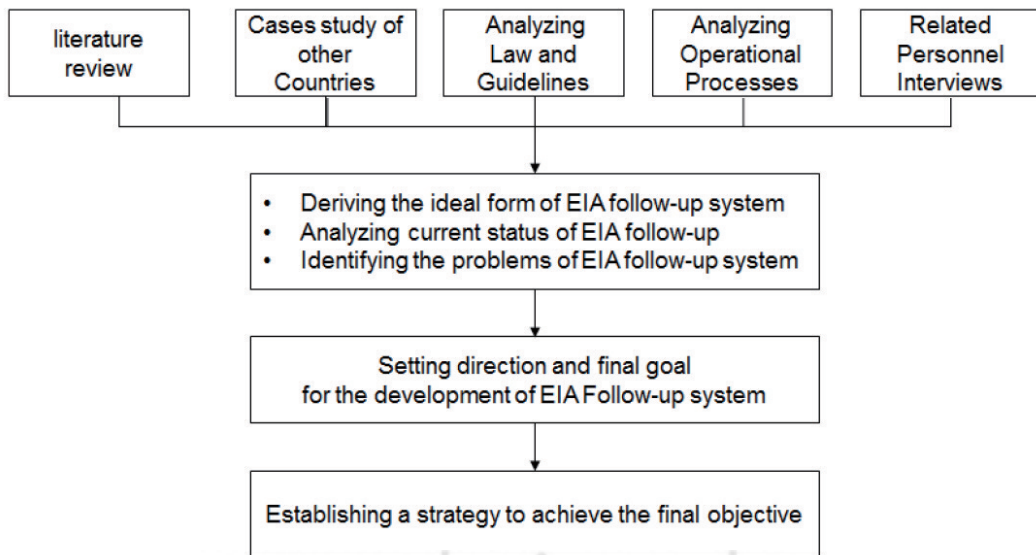 literature
review
Cases study of
other
Countries
Analyzing
Law and
Guidelines
Analyzing
Operational
Processes
Related
Personnel
Interviews
• Deriving the ideal form of EIA follow-up system
• Analyzing current status of EIA follow-up
• Identifying the problems of EIA follow-up system
Setting direction and final goal
for the development of EIA Follow-up system
Establishing a strategy to achieve the final objective